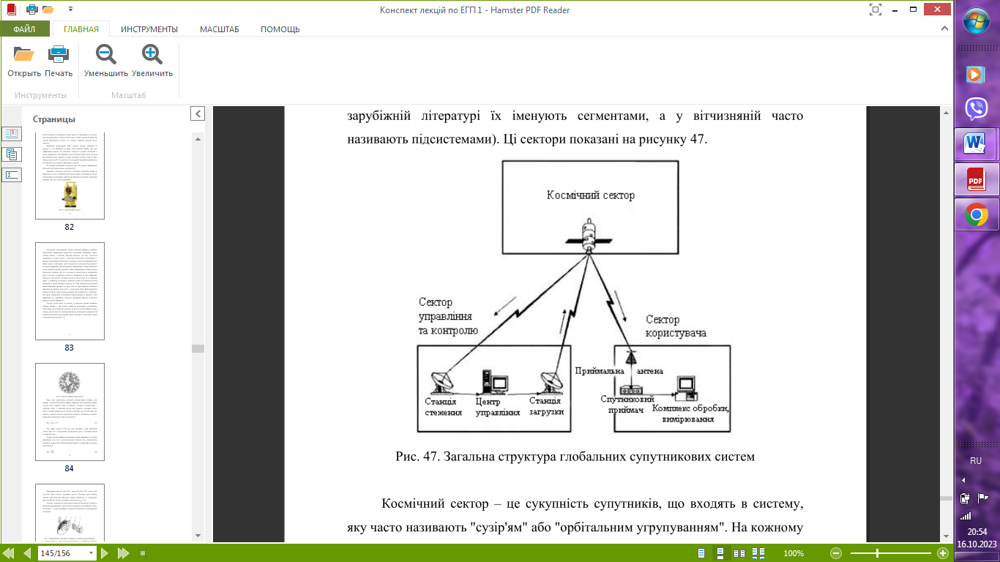 Конспект лекцій по ЕГП 1 - Hamster PDF Reader
ФАЙЛ ГЛАВНАЯ ИНСТРУМЕНТЫ МАСШТАБ ПОМОЩЬ
Открыть Печать Уменьшить Увеличить
Инструменты Масштаб
Страницы
82
83
84
зарубіжній літературі їх іменують сегментами, а у вітчизняній часто
називають підсистемами). Ці сектори показані на рисунку 47.
Космічний сектор
Сектор
управління
та контролю
Сектор
користувача
Приймальна антена
Станція
стеження
Центр
управління
Станція
загрузки
Спутниковий
приймач
Комплекс обробки,
вимірювання
Рис. 47. Загальна структура глобальних супутникових систем
Космічний сектор – це сукупність супутників, що входять в систему,
яку часто називають "сузір'ям" або "орбітальним угрупуванням". На кожному
145/156
100%
PDF
RU
20:54
16.10.2023